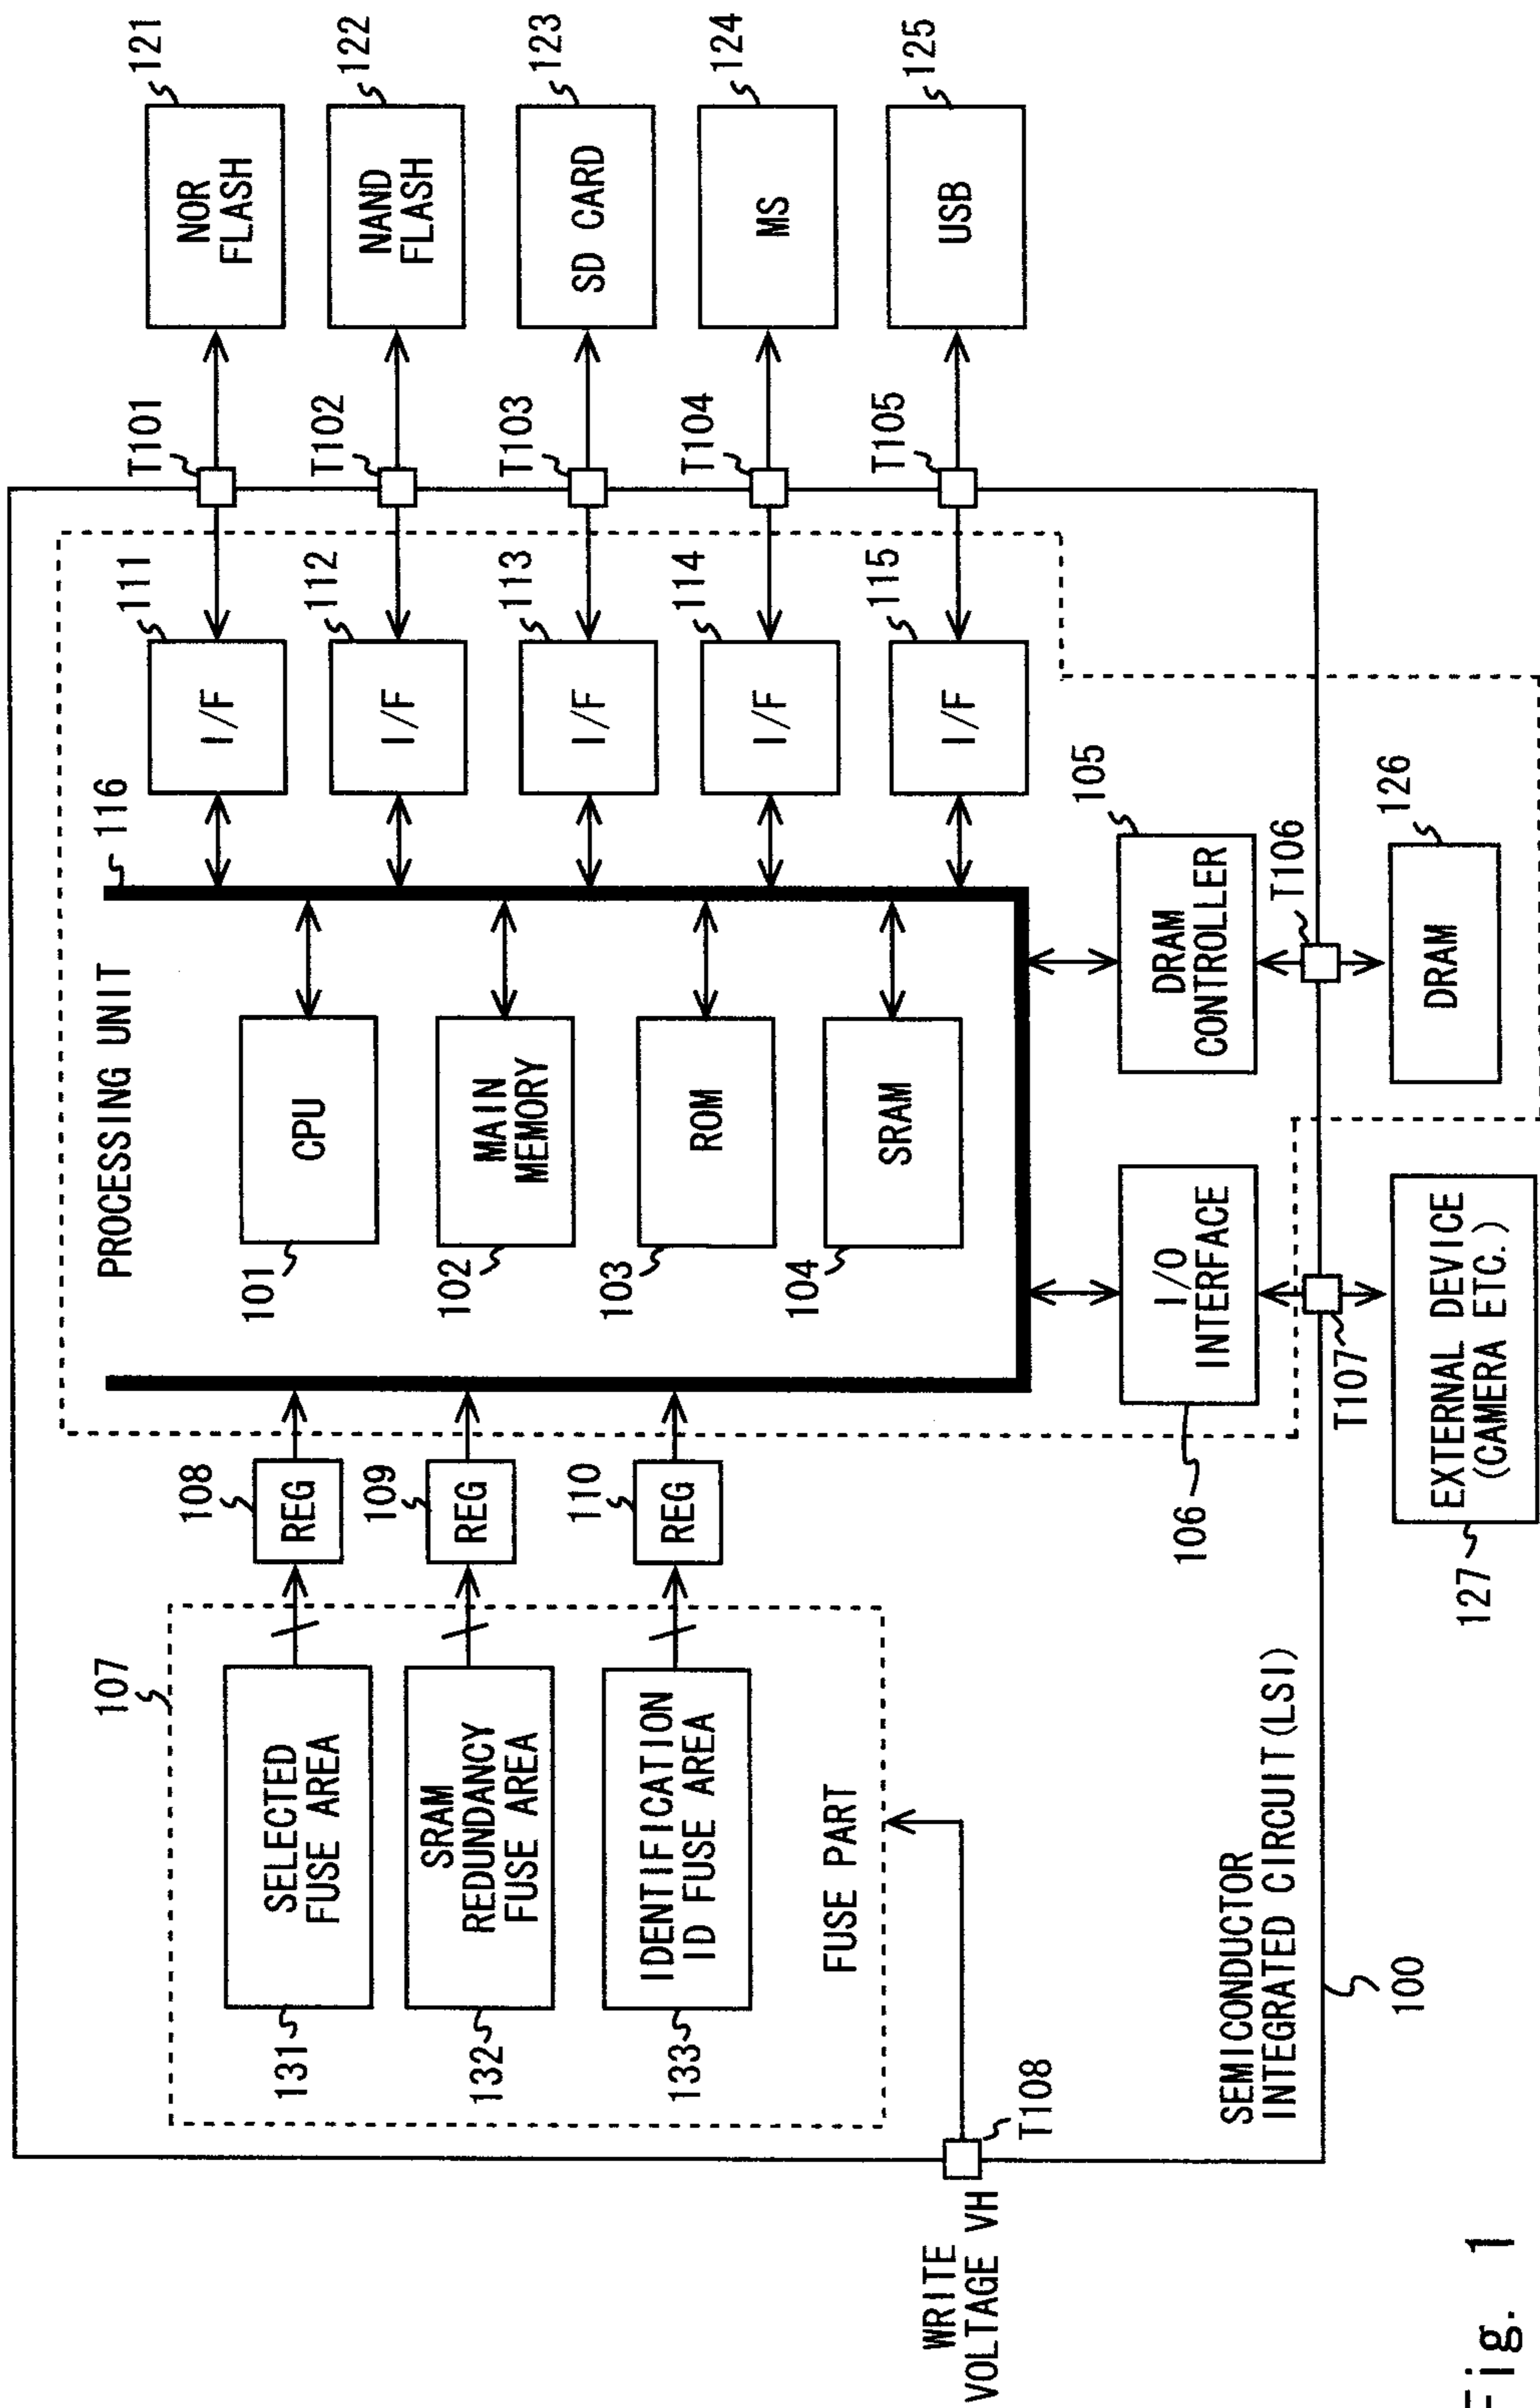 PROCESSING UNIT
116
111
I/F
112
I/F
113
I/F
114
I/F
115
I/F
T101
T102
T103
T104
T105
121
NOR
FLASH
122
NAND
FLASH
123
SD CARD
124
MS
125
USB
101
CPU
102
MAIN
MEMORY
103
ROM
104
SRAM
107
131
SELECTED
FUSE AREA
132
SRAM
REDUNDANCY
FUSE AREA
133
IDENTIFICATION
ID FUSE AREA
FUSE PART
108
REG
109
REG
110
REG
106
I/O
INTERFACE
105
DRAM
CONTROLLER
T106
T107
126
DRAM
127
EXTERNAL DEVICE
(CAMERA ETC.)
WRITE
VOLTAGE VH
T108
SEMICONDUCTOR
INTEGRATED CIRCUIT(LSI)
100
Fig. 1